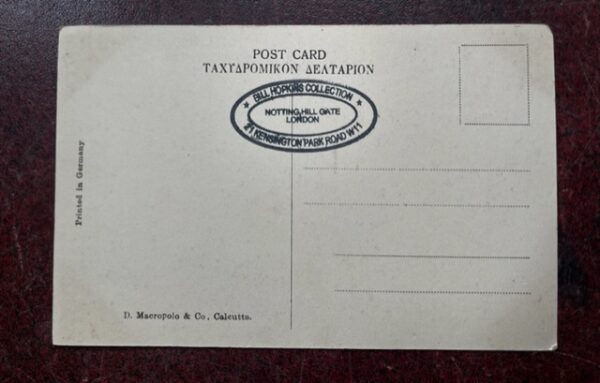 POST CARD
ΤΑΧΥΔΡΟΜΙΚΟΝ ΔΕΛΤΑΡΙΟΝ
★ BILL HOPKINS COLLECTION ★
NOTTING HILL GATE
LONDON
21 KENSINGTON PARK ROAD W11
Printed in Germany
D. Macropolo & Co, Calcutta.